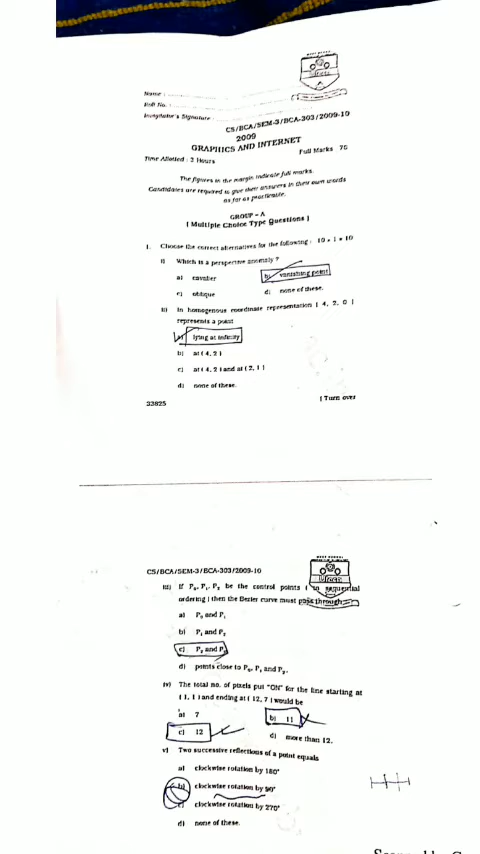 Name : ..........
Roll No. : ..........
Invigilator's Signature : ..........
CS/BCA/SEM-3/BCA-303/2009-10
2009
GRAPHICS AND INTERNET
Time Allotted : 3 Hours Full Marks : 70
The figures in the margin indicate full marks.
Candidates are required to give their answers in their own words
as far as practicable.
GROUP – A
( Multiple Choice Type Questions )
1. Choose the correct alternatives for the following : 10 × 1 = 10
i) Which is a perspective anomaly ?
a) cavalier b) vanishing point
c) oblique d) none of these.
ii) In homogenous coordinate representation ( 4, 2, 0 )
represents a point
a) lying at infinity
b) at ( 4, 2 )
c) at ( 4, 2 ) and at ( 2, 1 )
d) none of these.
33825 [ Turn over
CS/BCA/SEM-3/BCA-303/2009-10
iii) If P₀, P₁, P₂ be the control points ( in sequential
ordering ) then the Bezier curve must pass through
a) P₀ and P₁
b) P₁ and P₂
c) P₂ and
d) points close to P₀, P₁ and P₂.
iv) The total no. of pixels put "ON" for the line starting at
( 1, 1 ) and ending at ( 12, 7 ) would be
a) 7 b) 11
c) 12 d) more than 12.
v) Two successive reflections of a point equals
a) clockwise rotation by 180°
b) clockwise rotation by 90°
c) clockwise rotation by 270°
d) none of these.